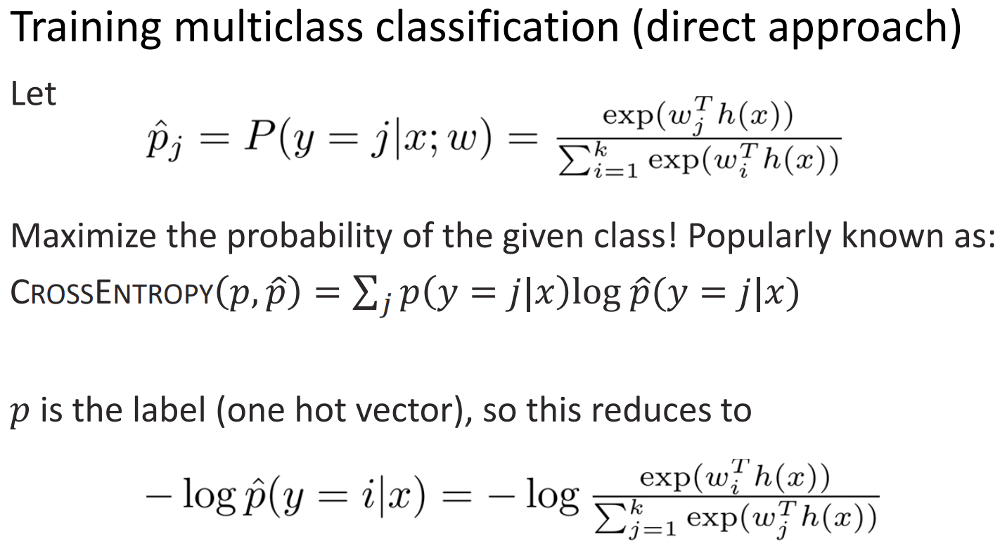 Training multiclass classification (direct approach)
Let
$\hat{p}_j = P(y = j|x; w) = \frac{\exp(w_j^T h(x))}{\sum_{i=1}^{k} \exp(w_i^T h(x))}$
Maximize the probability of the given class! Popularly known as:
CROSSENTROPY$(p, \hat{p}) = \sum_j p(y = j|x) \log \hat{p}(y = j|x)$
$p$ is the label (one hot vector), so this reduces to
$-\log \hat{p}(y = i|x) = -\log \frac{\exp(w_i^T h(x))}{\sum_{j=1}^{k} \exp(w_j^T h(x))}$